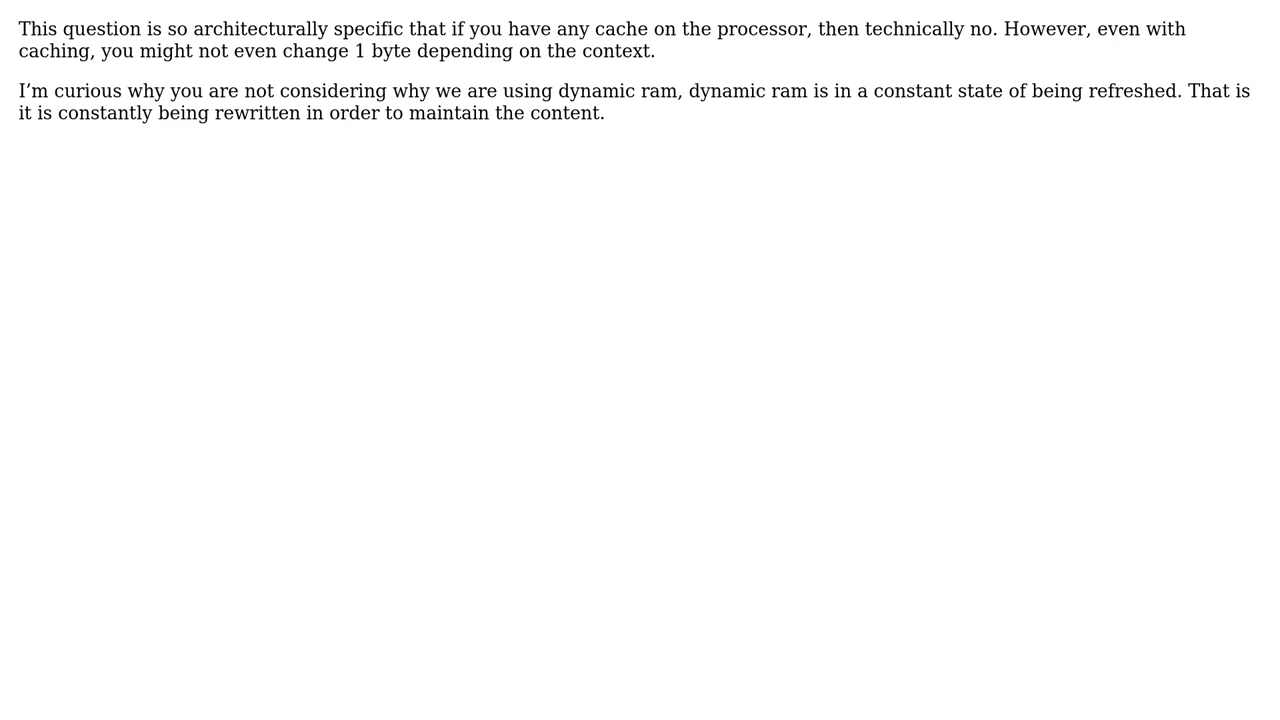 This question is so architecturally specific that if you have any cache on the processor, then technically no. However, even with
caching, you might not even change 1 byte depending on the context.
I’m curious why you are not considering why we are using dynamic ram, dynamic ram is in a constant state of being refreshed. That is
it is constantly being rewritten in order to maintain the content.